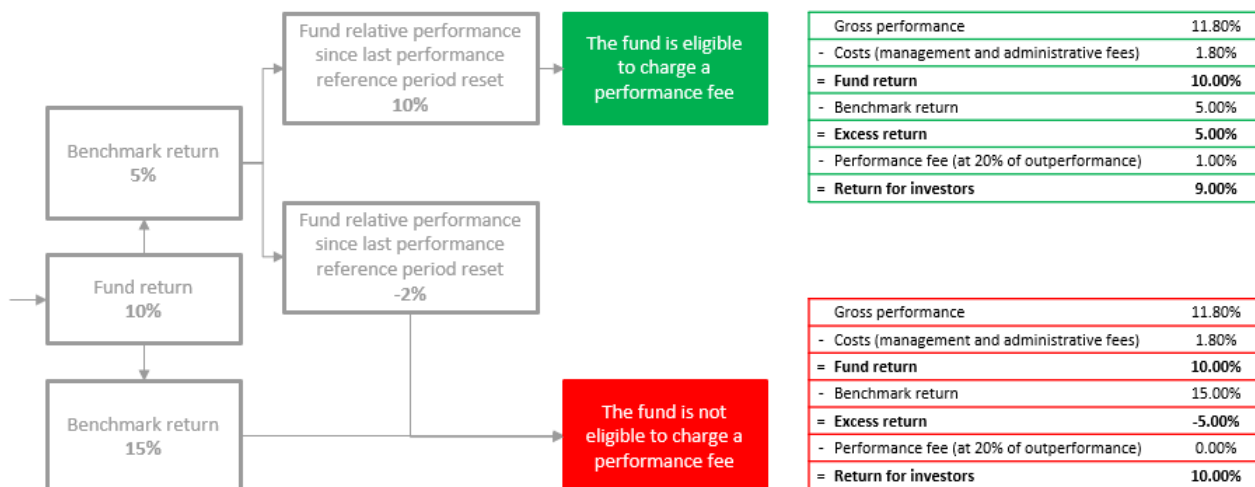 Fund relative performance
since last performance
reference period reset
10%
The fund is eligible
to charge a
performance fee
Benchmark return
5%
Fund relative performance
since last performance
reference period reset
-2%
Fund return
10%
Benchmark return
15%
The fund is not
eligible to charge a
performance fee
Gross performance 11.80%
- Costs (management and administrative fees) 1.80%
= Fund return 10.00%
- Benchmark return 5.00%
= Excess return 5.00%
- Performance fee (at 20% of outperformance) 1.00%
= Return for investors 9.00%
Gross performance 11.80%
- Costs (management and administrative fees) 1.80%
= Fund return 10.00%
- Benchmark return 15.00%
= Excess return -5.00%
- Performance fee (at 20% of outperformance) 0.00%
= Return for investors 10.00%